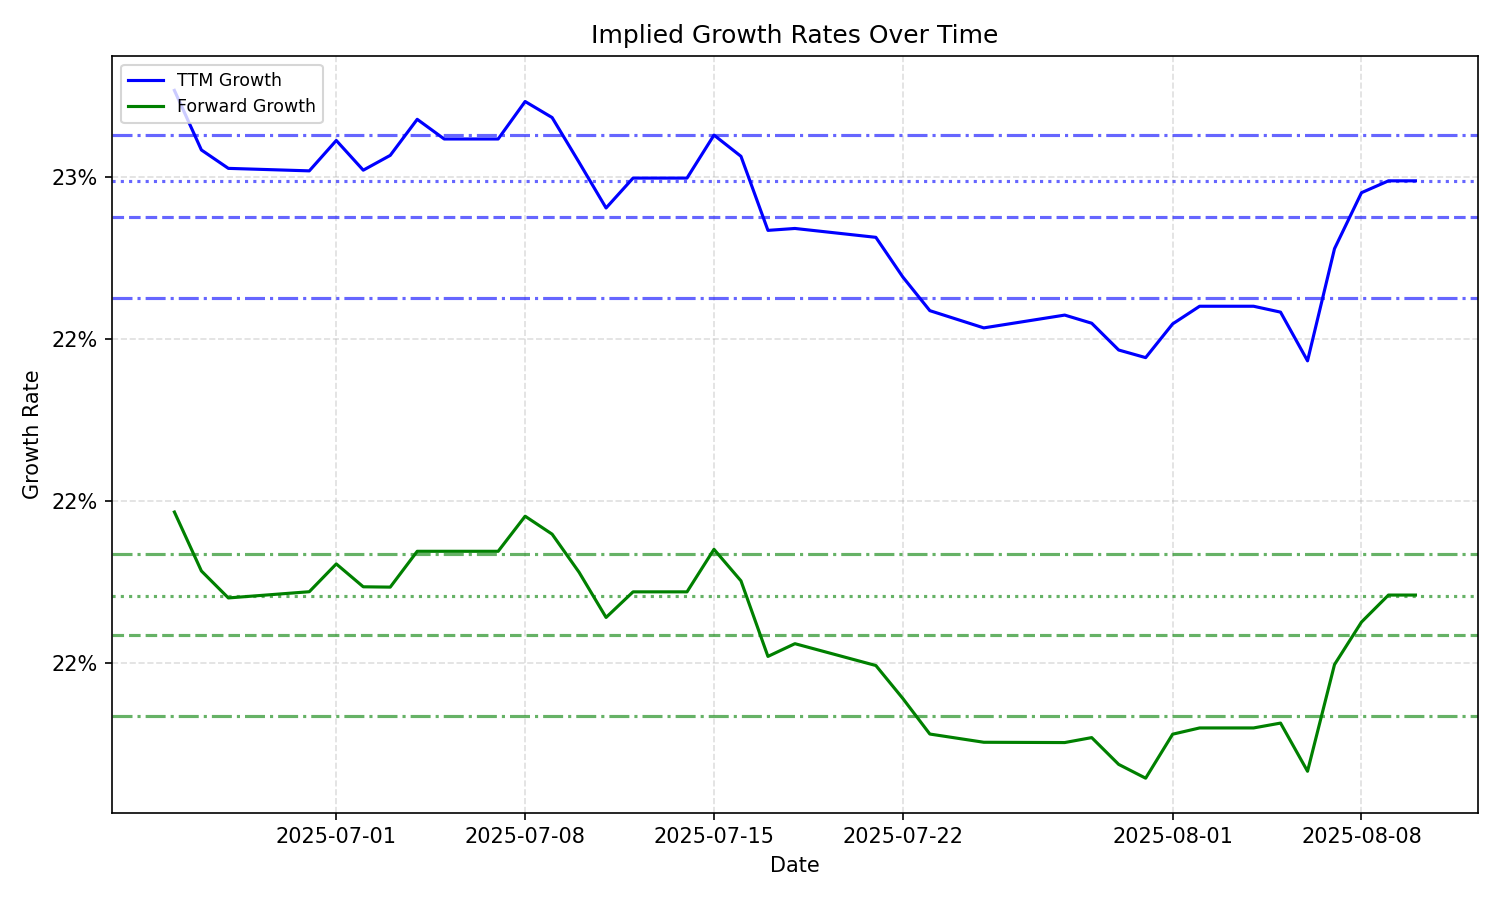 Implied Growth Rates Over Time
TTM Growth
Forward Growth
23%
22%
22%
22%
Growth Rate
2025-07-01
2025-07-08
2025-07-15
2025-07-22
2025-08-01
2025-08-08
Date